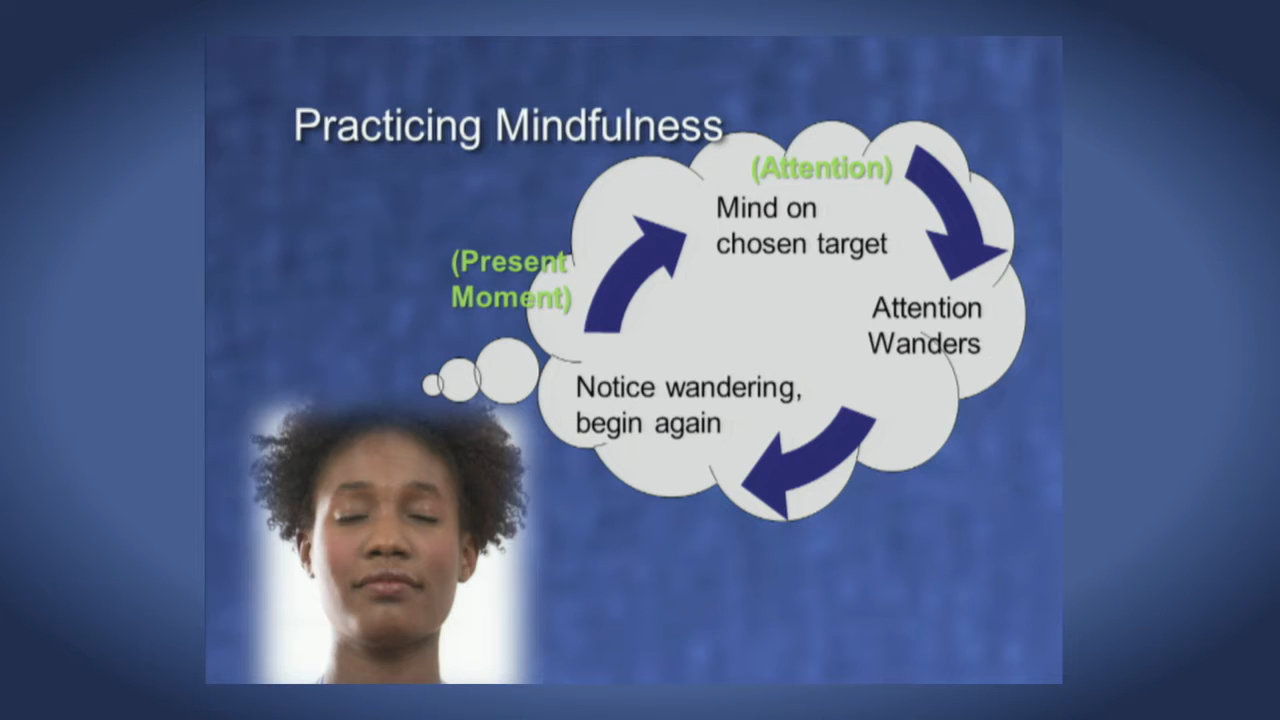 Practicing Mindfulness
(Attention)
Mind on
chosen target
(Present
Moment)
Attention
Wanders
Notice wandering,
begin again